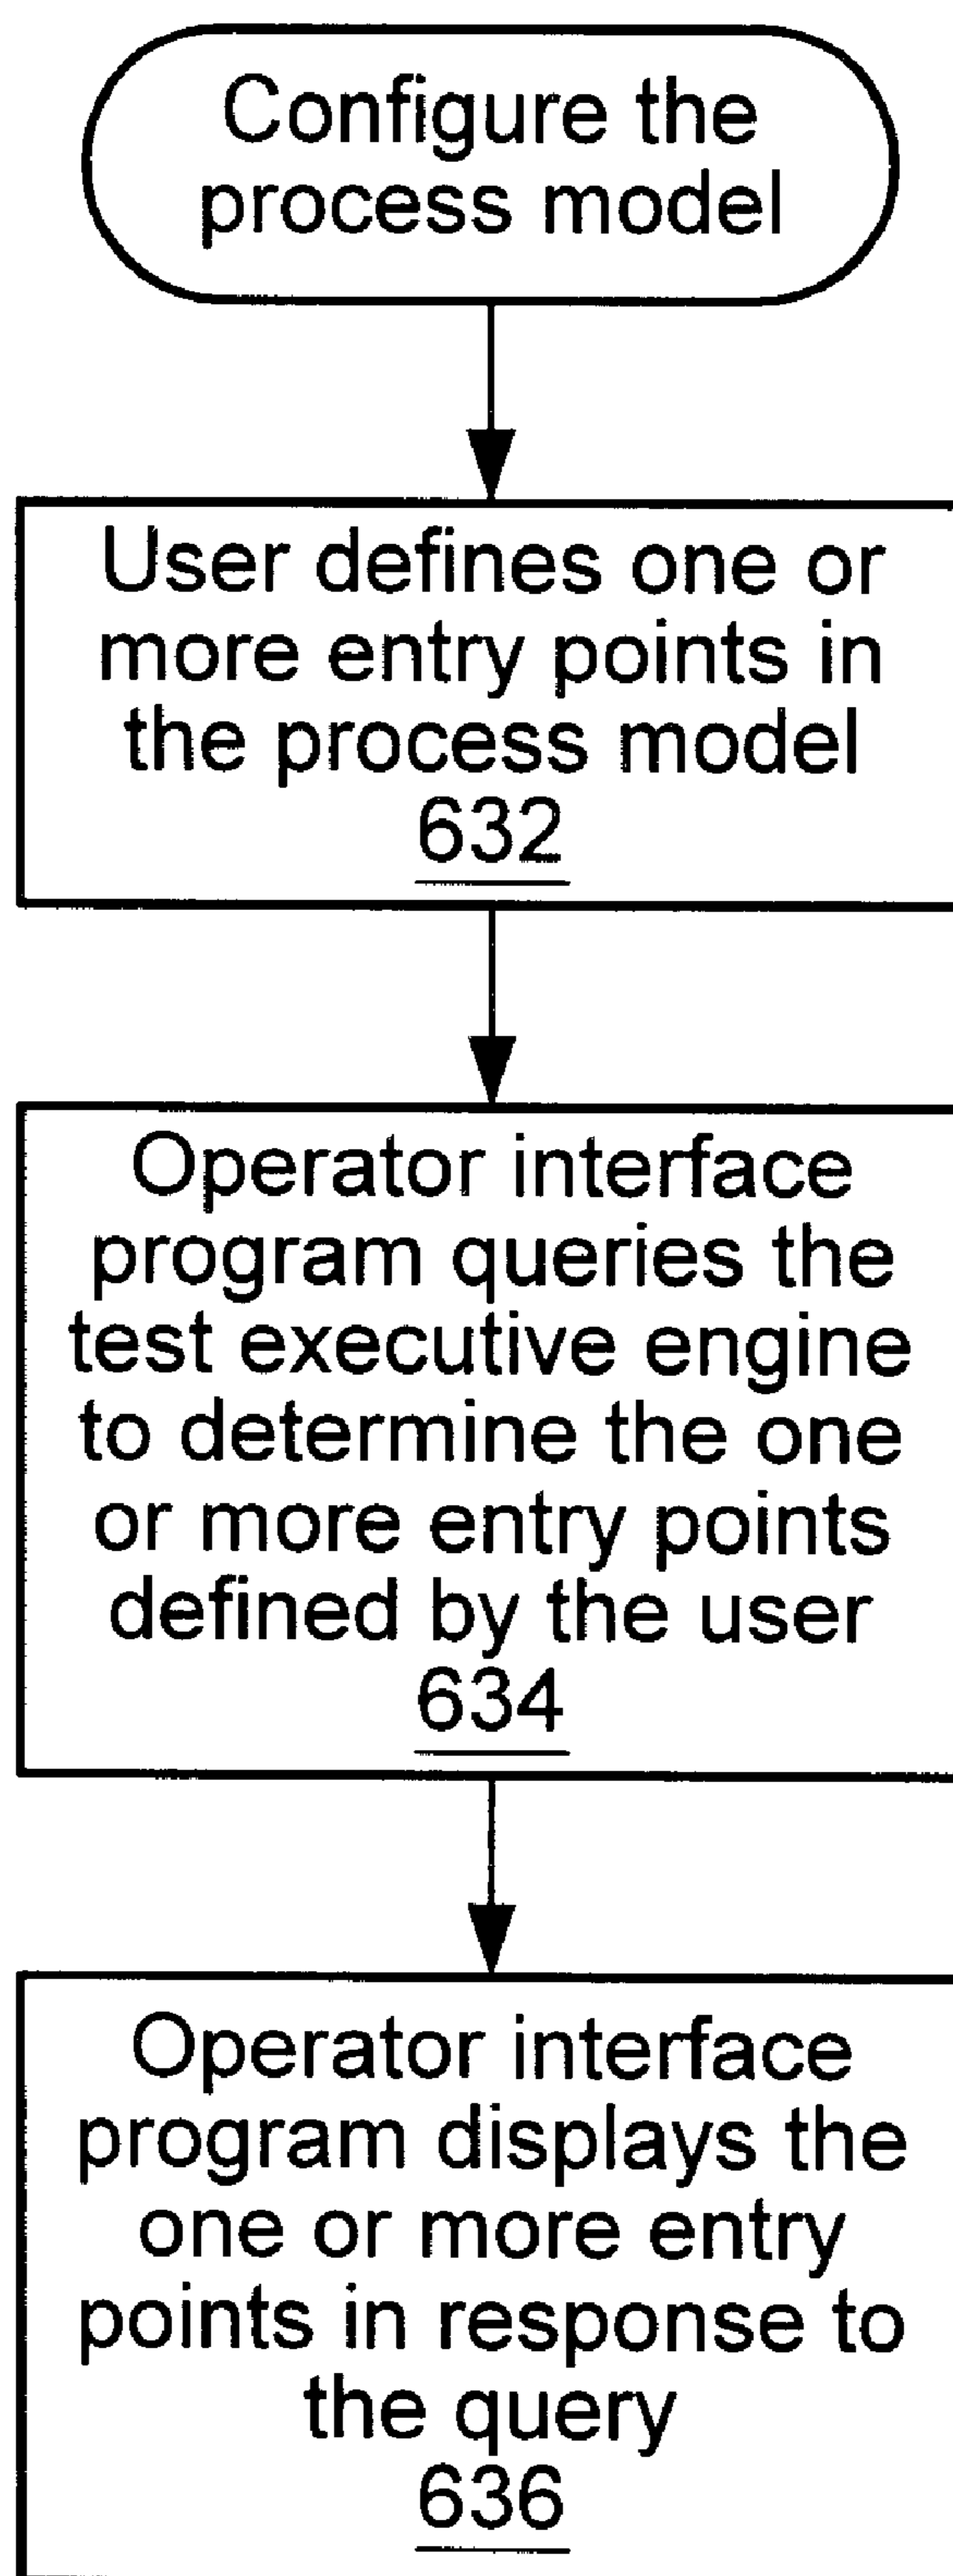 Configure the
process model
User defines one or
more entry points in
the process model
632
Operator interface
program queries the
test executive engine
to determine the one
or more entry points
defined by the user
634
Operator interface
program displays the
one or more entry
points in response to
the query
636